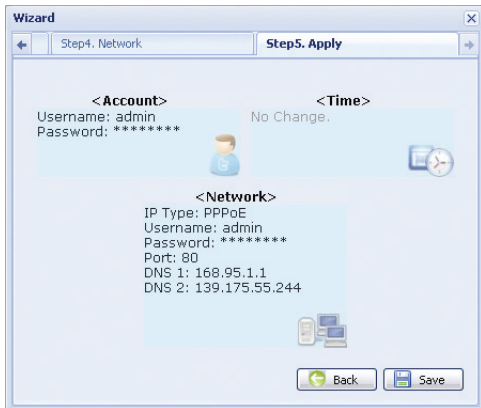 Wizard
Step4. Network
Step5. Apply
<Account>
Username: admin
Password: ********
<Time>
No Change.
<Network>
IP Type: PPPoE
Username: admin
Password: ********
Port: 80
DNS 1: 168.95.1.1
DNS 2: 139.175.55.244
Back
Save